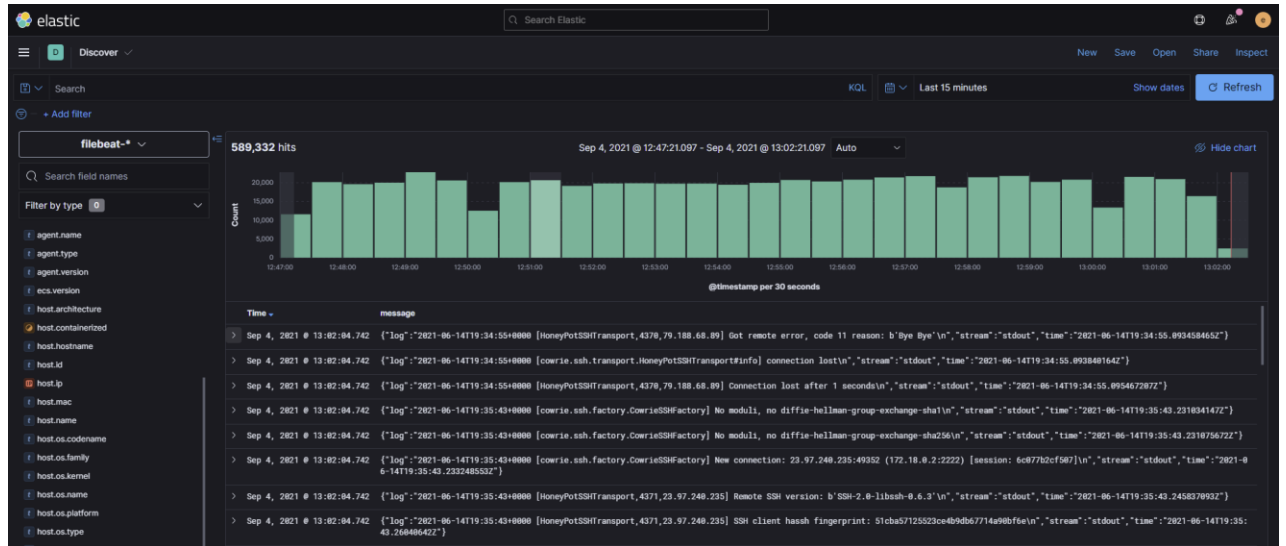 elastic
Search Elastic
e
D Discover
New Save Open Share Inspect
Search
KQL
Last 15 minutes
Show dates
Refresh
+ Add filter
filebeat-*
589,332 hits
Sep 4, 2021 @ 12:47:21.097 - Sep 4, 2021 @ 13:02:21.097 Auto
Hide chart
Search field names
Filter by type 0
t agent.name
t agent.type
t agent.version
t ecs.version
t host.architecture
host.containerized
t host.hostname
t host.id
host.ip
t host.mac
t host.name
t host.os.codename
t host.os.family
t host.os.kernel
t host.os.name
t host.os.platform
t host.os.type
Count
20,000
15,000
10,000
5,000
0
12:47:00 12:48:00 12:49:00 12:50:00 12:51:00 12:52:00 12:53:00 12:54:00 12:55:00 12:56:00 12:57:00 12:58:00 12:59:00 13:00:00 13:01:00 13:02:00
@timestamp per 30 seconds
Time message
> Sep 4, 2021 @ 13:02:04.742 {"log":"2021-06-14T19:34:55+0000 [HoneyPotSSHTransport,4370,79.188.68.89] Got remote error, code 11 reason: b'Bye Bye'\n","stream":"stdout","time":"2021-06-14T19:34:55.093458465Z"}
> Sep 4, 2021 @ 13:02:04.742 {"log":"2021-06-14T19:34:55+0000 [cowrie.ssh.transport.HoneyPotSSHTransport#info] connection lost\n","stream":"stdout","time":"2021-06-14T19:34:55.093840164Z"}
> Sep 4, 2021 @ 13:02:04.742 {"log":"2021-06-14T19:34:55+0000 [HoneyPotSSHTransport,4370,79.188.68.89] Connection lost after 1 seconds\n","stream":"stdout","time":"2021-06-14T19:34:55.095467207Z"}
> Sep 4, 2021 @ 13:02:04.742 {"log":"2021-06-14T19:35:43+0000 [cowrie.ssh.factory.CowrieSSHFactory] No moduli, no diffie-hellman-group-exchange-sha1\n","stream":"stdout","time":"2021-06-14T19:35:43.231034147Z"}
> Sep 4, 2021 @ 13:02:04.742 {"log":"2021-06-14T19:35:43+0000 [cowrie.ssh.factory.CowrieSSHFactory] No moduli, no diffie-hellman-group-exchange-sha256\n","stream":"stdout","time":"2021-06-14T19:35:43.231075672Z"}
> Sep 4, 2021 @ 13:02:04.742 {"log":"2021-06-14T19:35:43+0000 [cowrie.ssh.factory.CowrieSSHFactory] New connection: 23.97.240.235:49352 (172.18.0.2:2222) [session: 6c077b2cf507]\n","stream":"stdout","time":"2021-0
6-14T19:35:43.233248553Z"}
> Sep 4, 2021 @ 13:02:04.742 {"log":"2021-06-14T19:35:43+0000 [HoneyPotSSHTransport,4371,23.97.240.235] Remote SSH version: b'SSH-2.0-libssh-0.6.3'\n","stream":"stdout","time":"2021-06-14T19:35:43.245837093Z"}
> Sep 4, 2021 @ 13:02:04.742 {"log":"2021-06-14T19:35:43+0000 [HoneyPotSSHTransport,4371,23.97.240.235] SSH client hassh fingerprint: 51cba57125523ce4b9db67714a90bf6e\n","stream":"stdout","time":"2021-06-14T19:35:
43.260406422Z"}